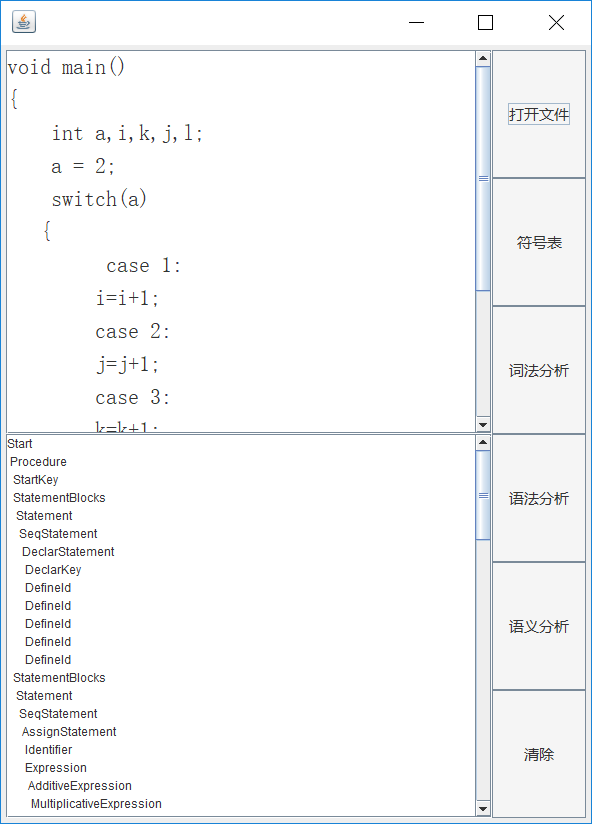 void main()
{
int a,i,k,j,l;
a = 2;
switch(a)
{
case 1:
i=i+1;
case 2:
j=j+1;
case 3:
k=k+1;
Start
Procedure
StartKey
StatementBlocks
Statement
SeqStatement
DeclarStatement
DeclarKey
DefineId
DefineId
DefineId
DefineId
DefineId
StatementBlocks
Statement
SeqStatement
AssignStatement
Identifier
Expression
AdditiveExpression
MultiplicativeExpression
打开文件
符号表
词法分析
语法分析
语义分析
清除